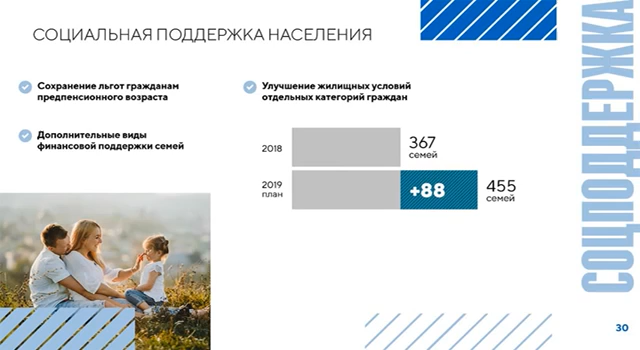 СОЦИАЛЬНАЯ ПОДДЕРЖКА НАСЕЛЕНИЯ
Сохранение льгот гражданам
предпенсионного возраста
Дополнительные виды
финансовой поддержки семей
Улучшение жилищных условий
отдельных категорий граждан
2018
367
семей
2019
план
+88
455
семей
СОЦПОДДЕРЖКА
30